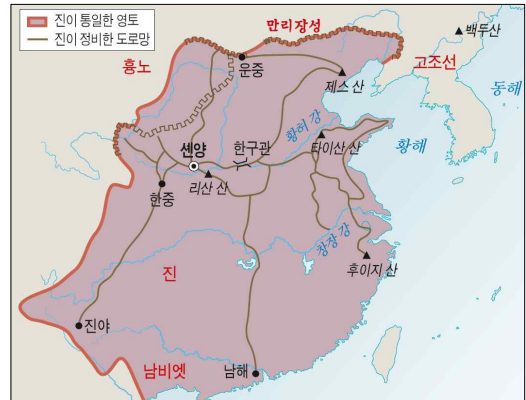 진이 통일한 영토
진이 정비한 도로망
만리장성
백두산
흉노
운중
고조선
제스 산
동해
황허 강
셴양
한구관
타이산 산
황해
한중
리산 산
창장 강
진
후이지 산
진야
남비엣
남해